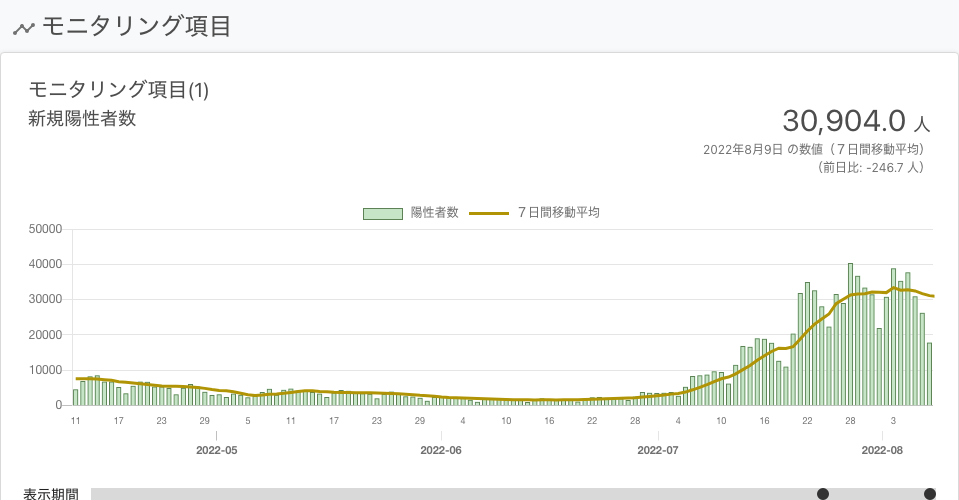 モニタリング項目
モニタリング項目(1)
新規陽性者数
30,904.0 人
2022年8月9日 の数値（７日間移動平均）
（前日比: -246.7 人）
陽性者数 ７日間移動平均
50000
40000
30000
20000
10000
0
11 17 23 29 5 11 17 23 29 4 10 16 22 28 4 10 16 22 28 3
2022-05 2022-06 2022-07 2022-08
表示期間